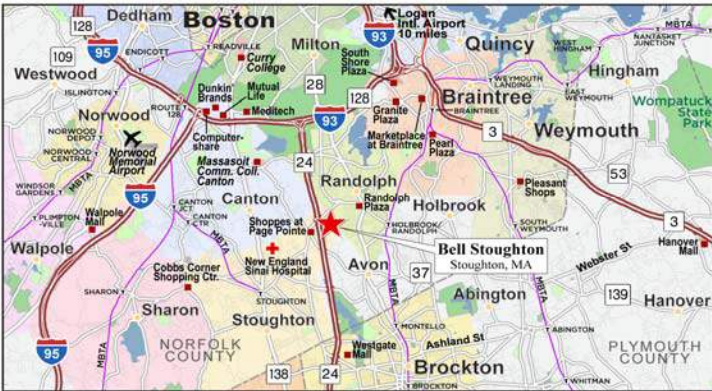 128
Dedham
Boston
93
Logan
Intl. Airport
10 miles
MBTA
95
READVILLE
ENDICOTT
Curry
College
Milton
South
Shore
Plaza
Quincy
WEST
HINGHAM
NANTASKET
JUNCTION
109
Westwood
ISLINGTON
Dunkin'
Brands
Mutual
Life
Meditech
28
128
Granite
Plaza
WEYMOUTH
LANDING
EAST
WEYMOUTH
Hingham
Wompatuck
State
Park
Norwood
ROUTE
128
93
Braintree
BRAINTREE
NORWOOD
DEPOT
NORWOOD
CENTRAL
Norwood
Memorial
Airport
Computer-
share
Marketplace
at Braintree
Pearl
Plaza
3
Weymouth
Massasoit
Comm. Coll.
Canton
24
Randolph
Pleasant
Shops
53
WINDSOR
GARDENS
MBTA
95
PLIMPTON
-VILLE
Walpole
Mall
CANTON
JCT
CANTON
CTR
Canton
Randolph
Plaza
Holbrook
Shoppes at
Page Pointe
HOLBROOK/
RANDOLPH
SOUTH
WEYMOUTH
3
Hanover
Mall
Walpole
MBTA
New England
Sinai Hospital
Bell Stoughton
Stoughton, MA
Webster St
Cobbs Corner
Shopping Ctr.
Avon
37
SHARON
STOUGHTON
MBTA
Abington
139
Hanover
Sharon
Stoughton
MONTELLO
Ashland St
ABINGTON
NORFOLK
COUNTY
PLYMOUTH
COUNTY
95
MBTA
Westgate
Mall
138
24
Brockton
BROCKTON
WHITMAN